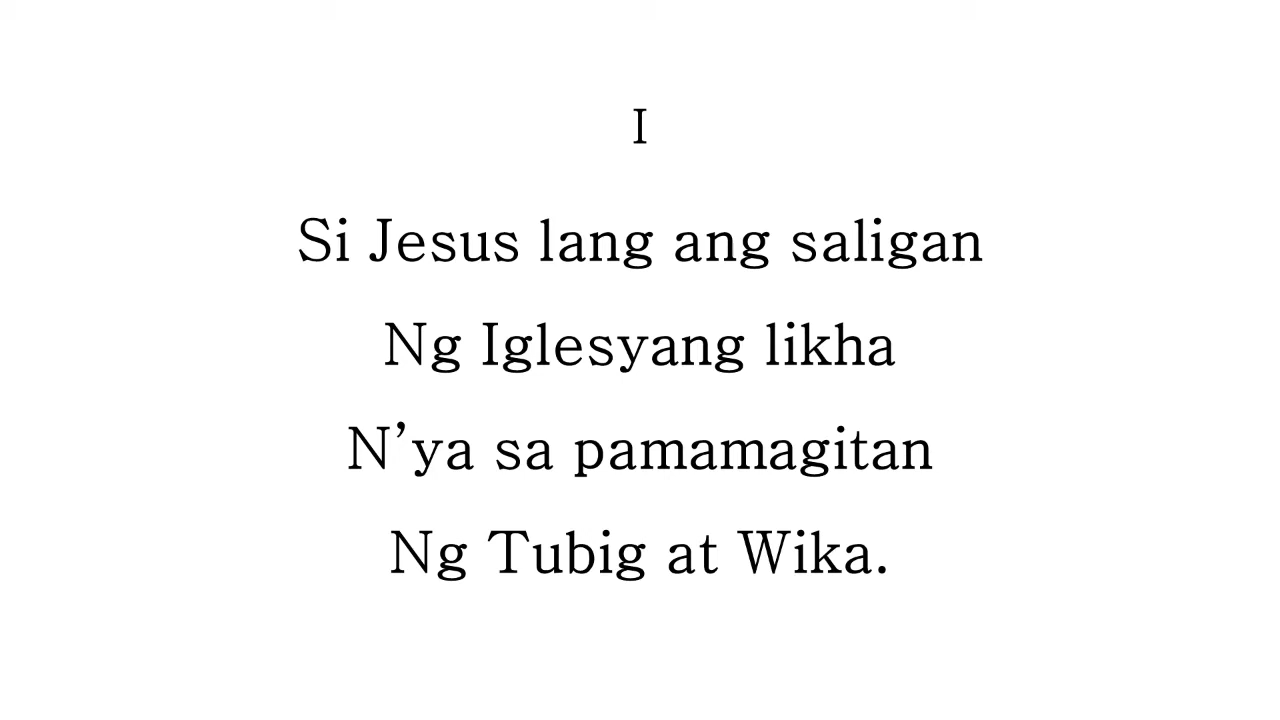 I
Si Jesus lang ang saligan
Ng Iglesyang likha
N’ya sa pamamagitan
Ng Tubig at Wika.